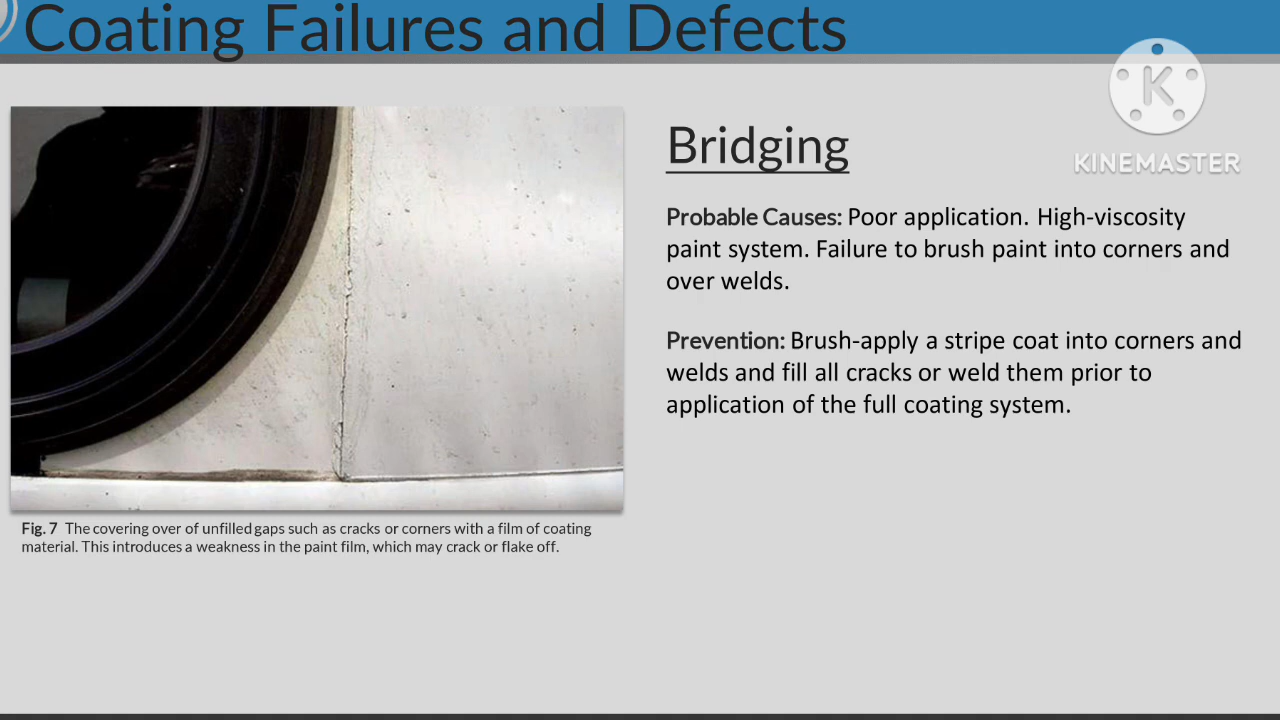 Coating Failures and Defects
K
KINEMASTER
Bridging
Probable Causes: Poor application. High-viscosity
paint system. Failure to brush paint into corners and
over welds.
Prevention: Brush-apply a stripe coat into corners and
welds and fill all cracks or weld them prior to
application of the full coating system.
Fig. 7 The covering over of unfilled gaps such as cracks or corners with a film of coating
material. This introduces a weakness in the paint film, which may crack or flake off.